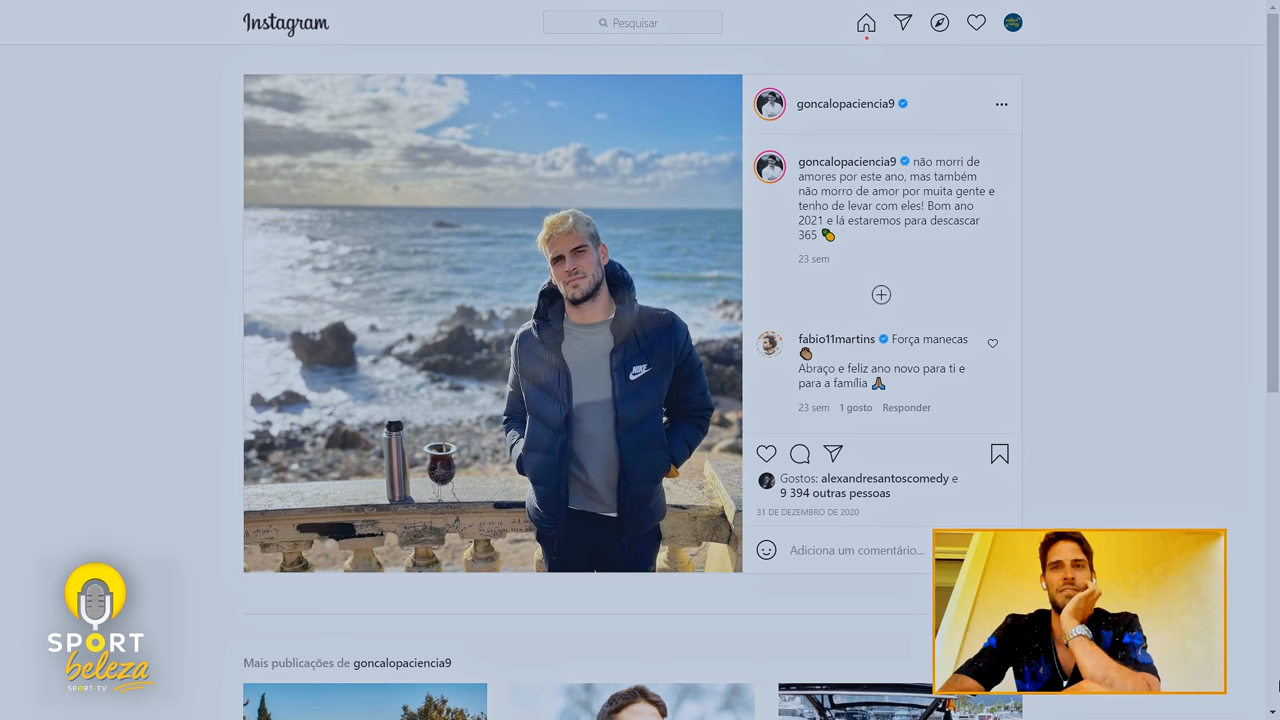 Instagram
Pesquisar
goncalopaciencia9
goncalopaciencia9 não morri de
amores por este ano, mas também
não morro de amor por muita gente e
tenho de levar com eles! Bom ano
2021 e lá estaremos para descascar
365 🍍
23 sem
NIKE
fabio11martins Força manecas
👏🏾
Abraço e feliz ano novo para ti e
para a família 🙏🏽
23 sem 1 gosto Responder
Gostos: alexandresantoscomedy e
9 394 outras pessoas
31 DE DEZEMBRO DE 2020
Adiciona um comentário...
SPORT
beleza
SPORT•TV
Mais publicações de goncalopaciencia9